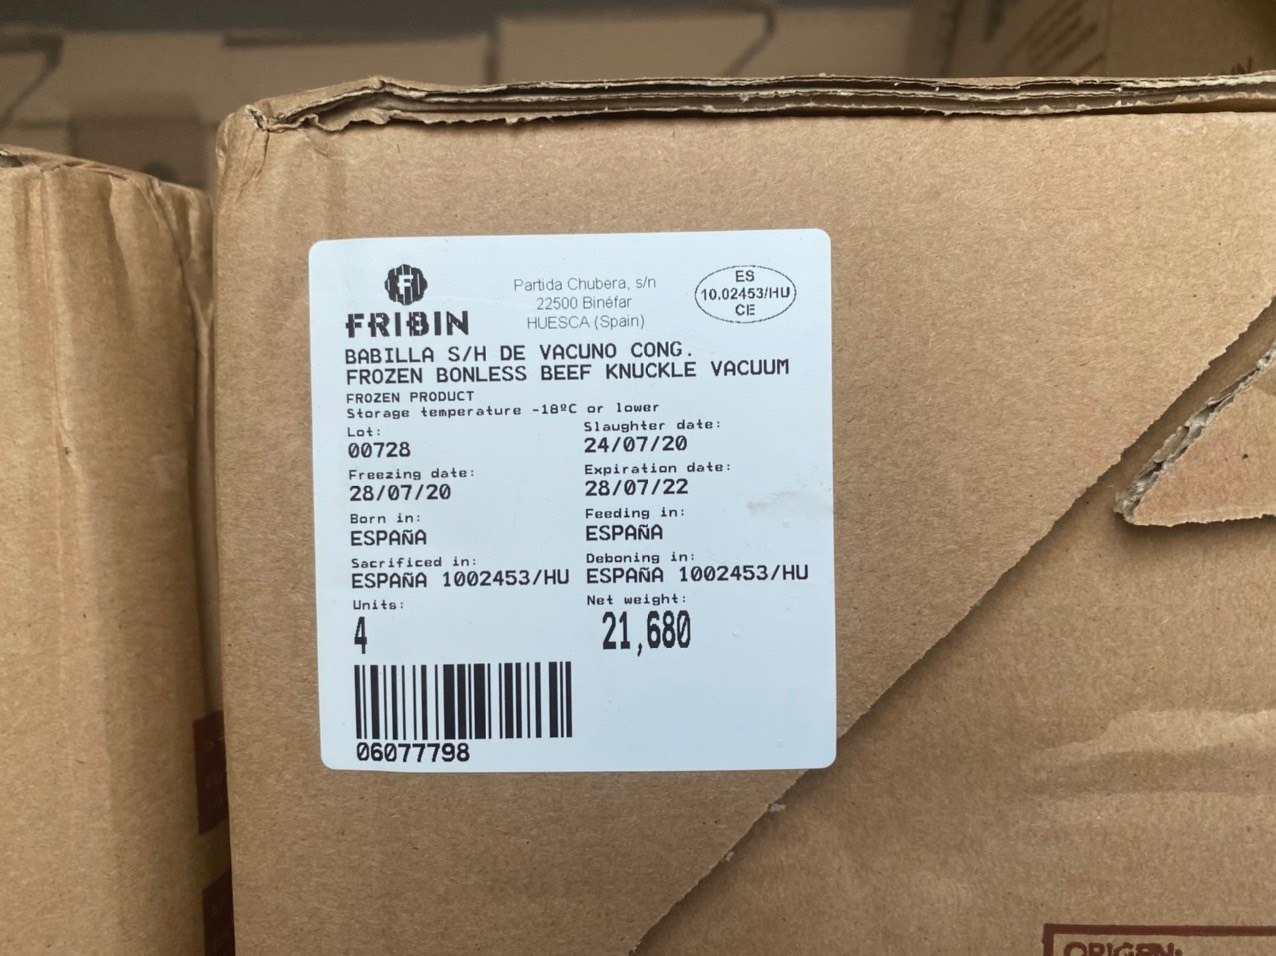 FRIBIN
Partida Chubera, s/n
22500 Binéfar
HUESCA (Spain)
ES
10.02453/HU
CE
BABILLA S/H DE VACUNO CONG.
FROZEN BONLESS BEEF KNUCKLE VACUUM
FROZEN PRODUCT
Storage temperature -18ºC or lower
Lot:
00728
Slaughter date:
24/07/20
Freezing date:
28/07/20
Expiration date:
28/07/22
Born in:
ESPAÑA
Feeding in:
ESPAÑA
Sacrificed in:
ESPAÑA 1002453/HU
Deboning in:
ESPAÑA 1002453/HU
Units:
4
Net weight:
21,680
06077798
ORIGEN: